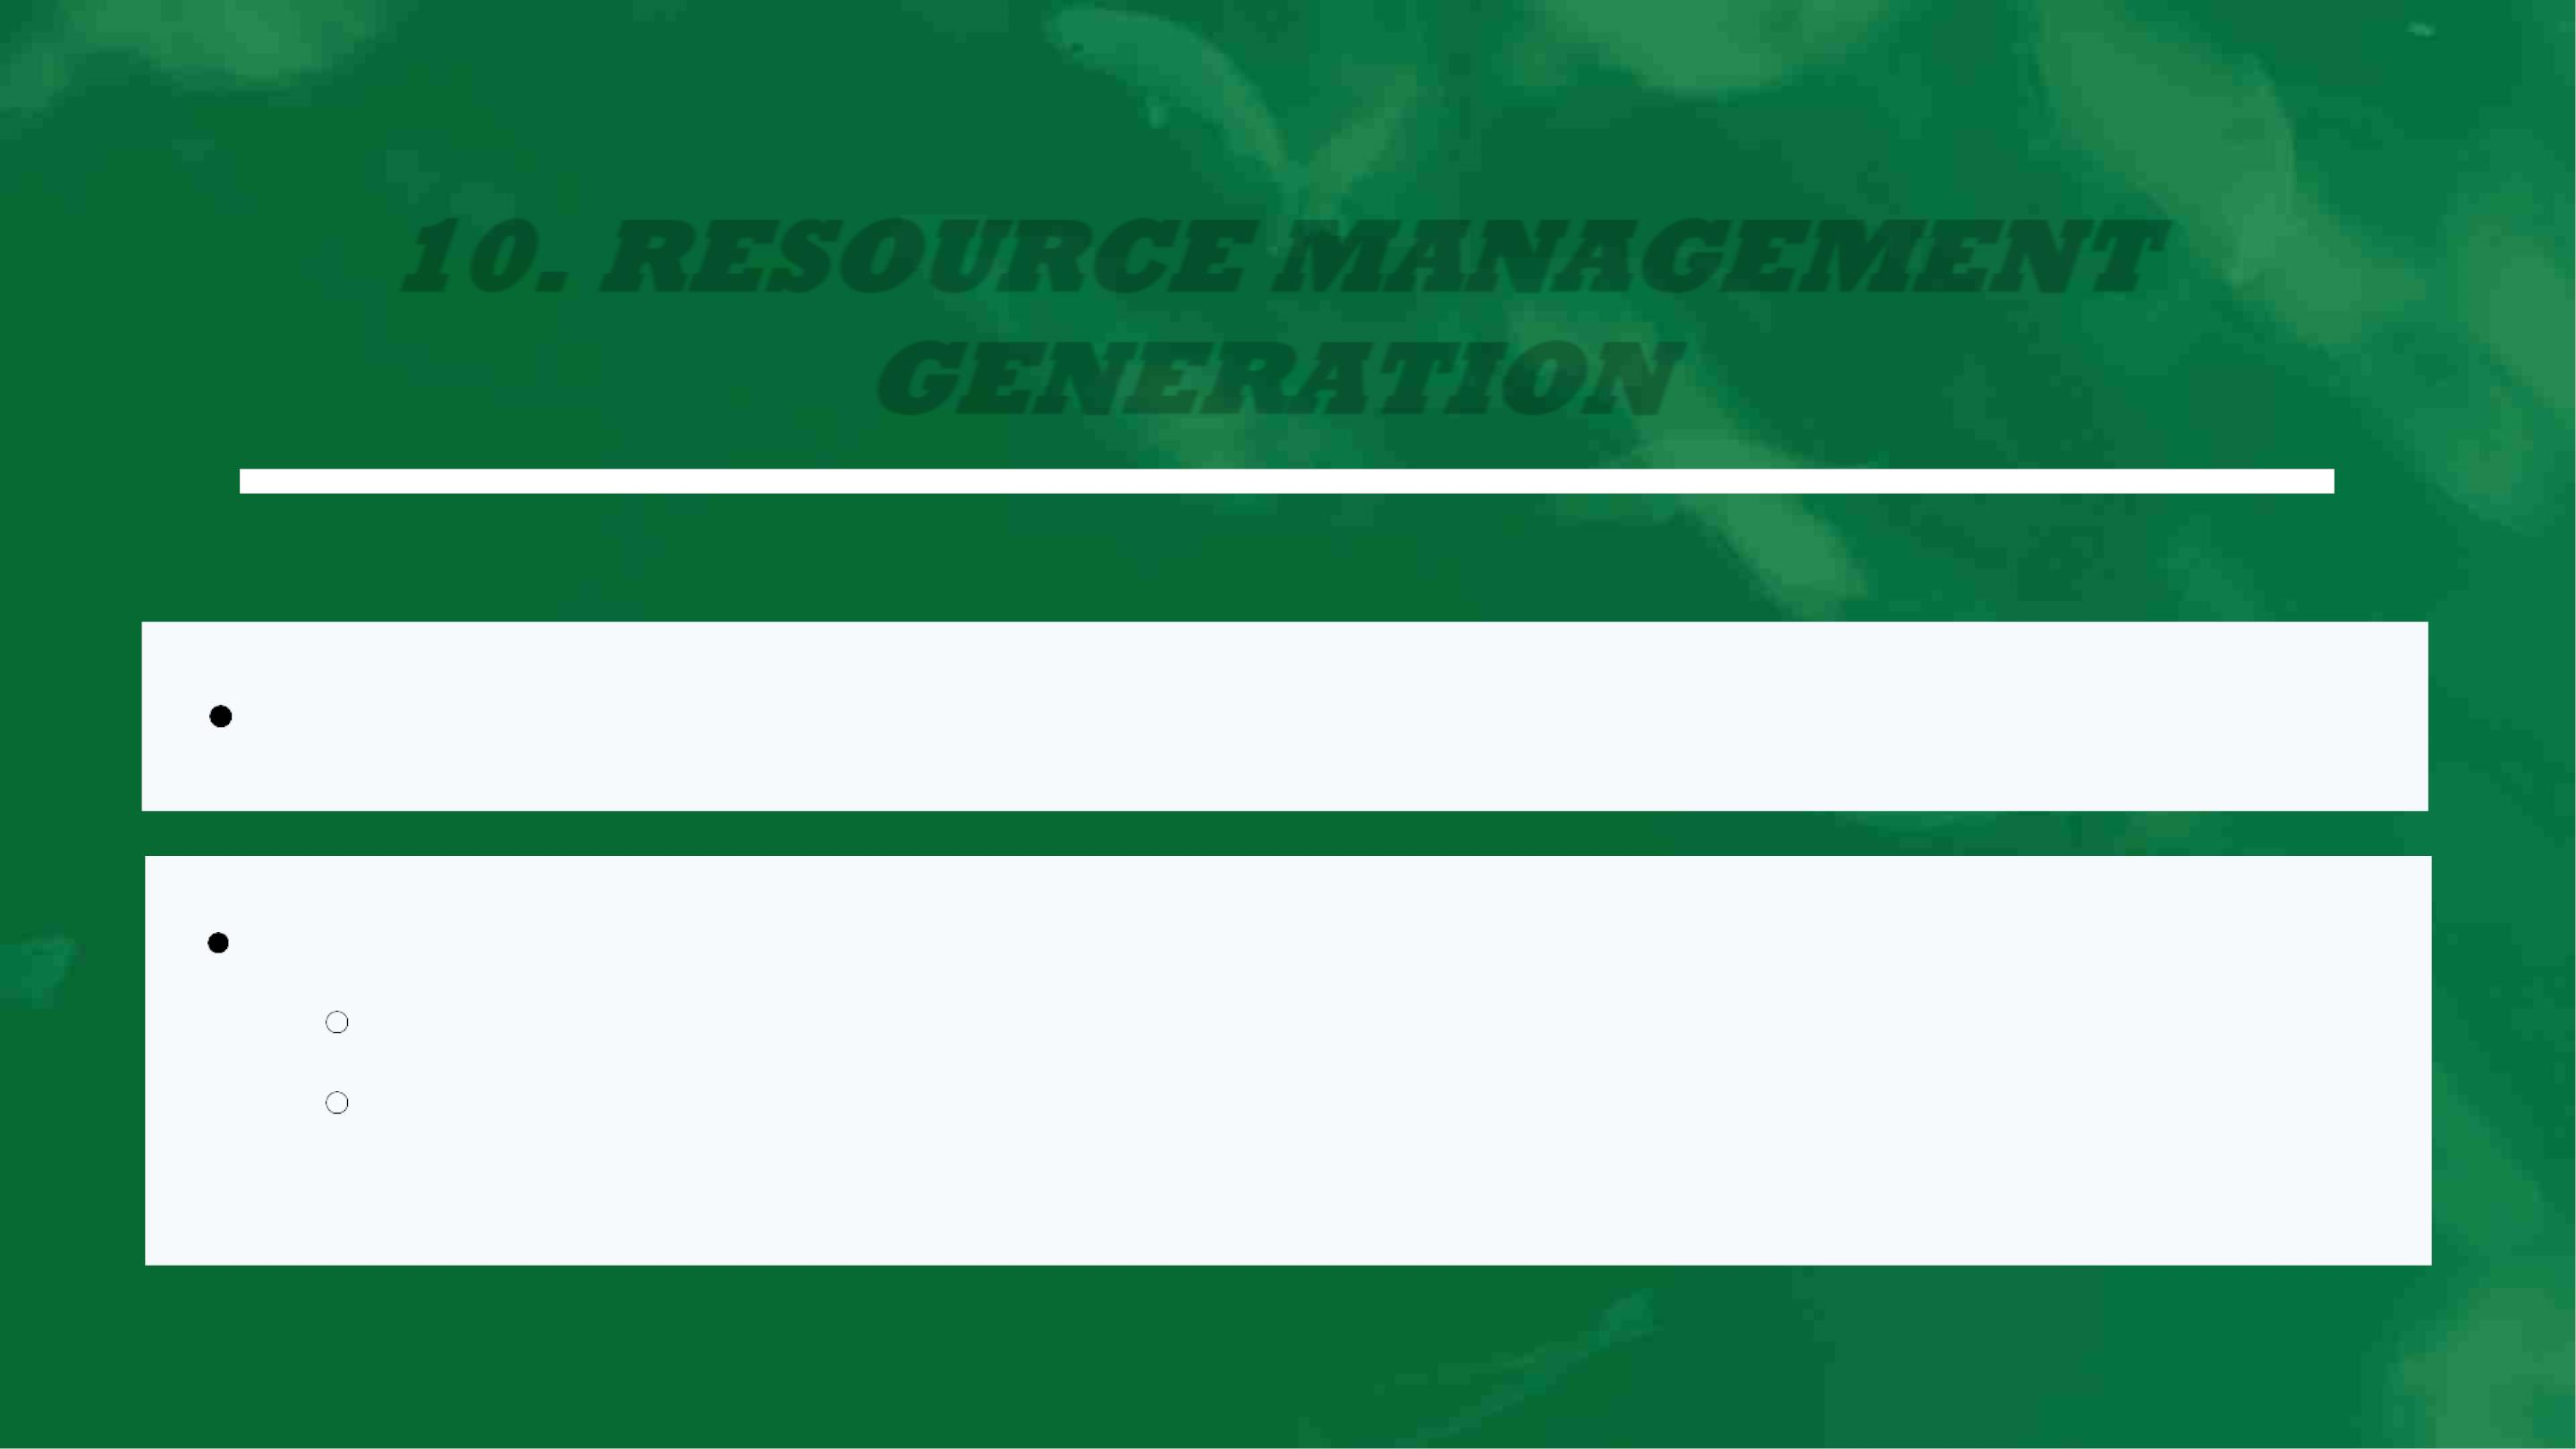 10. RESOURCE MANAGEMENT
GENERATION